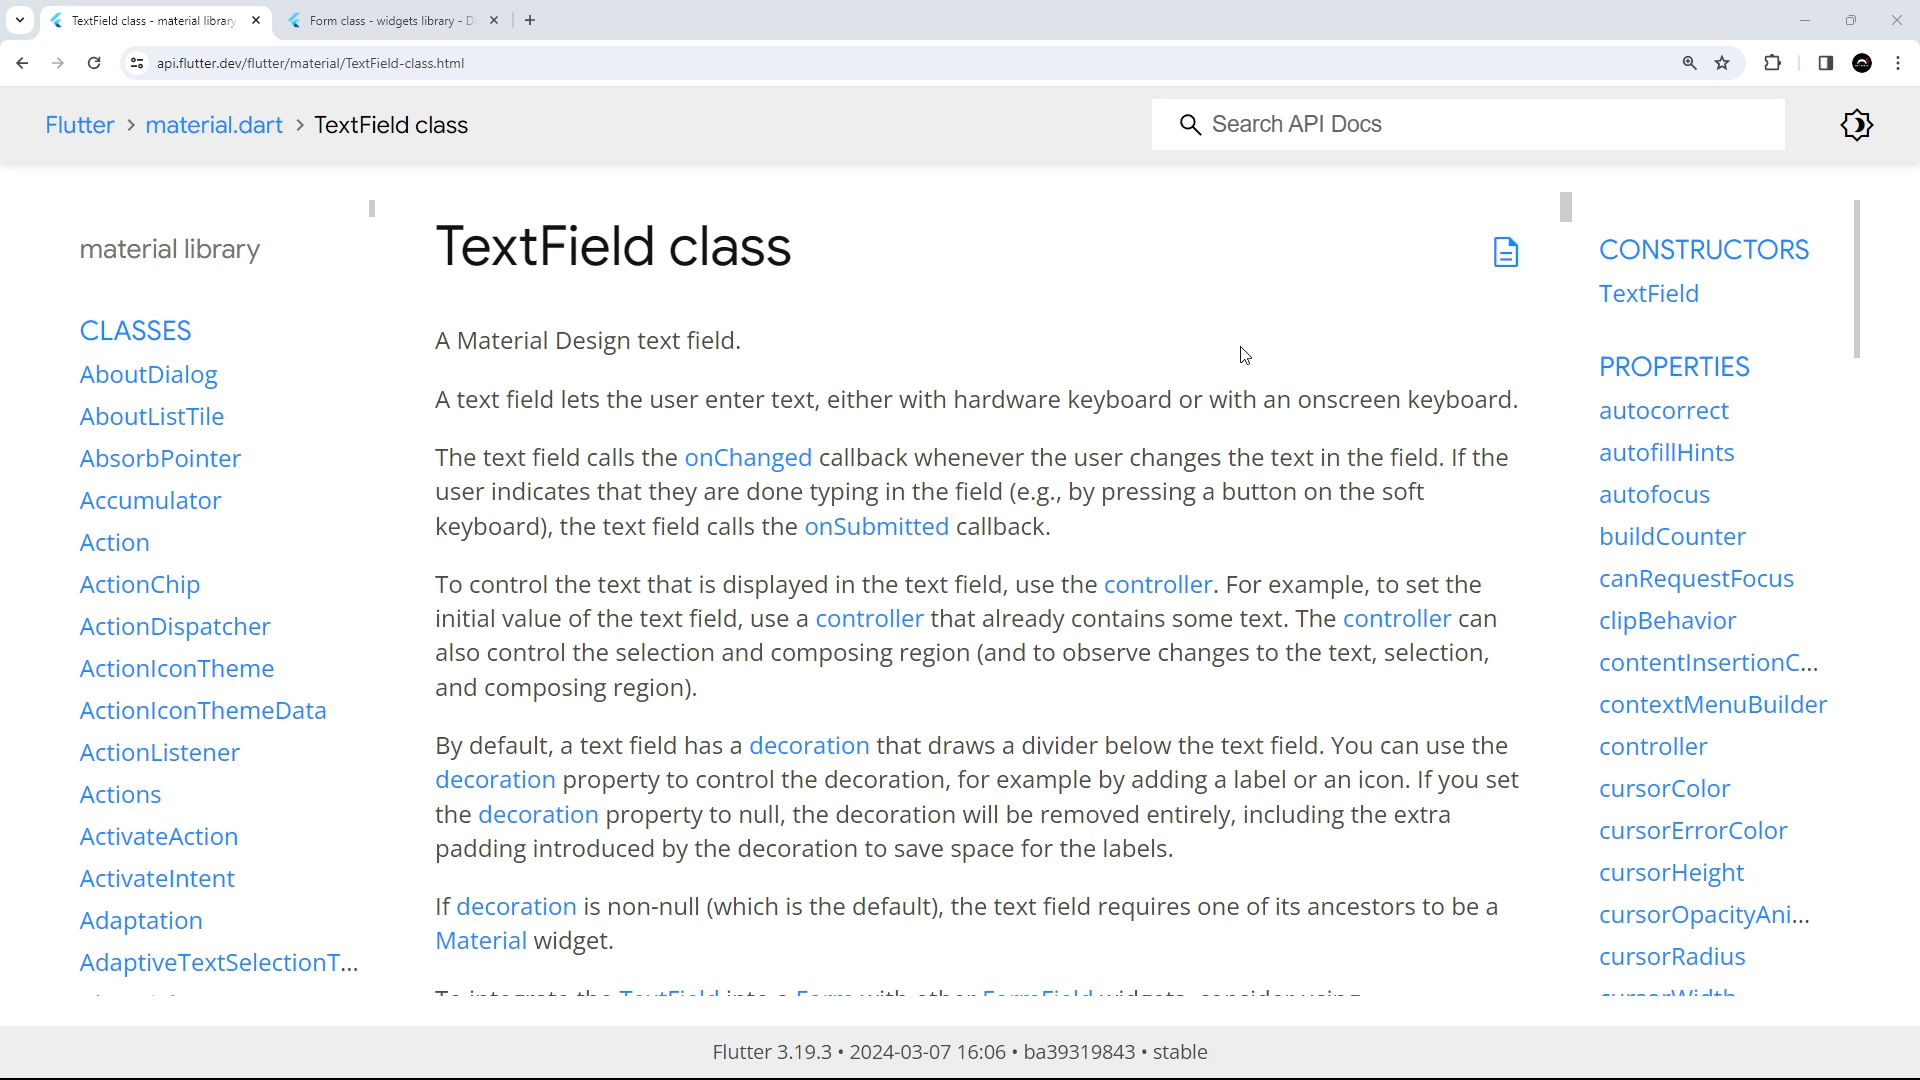 TextField class - material library
Form class - widgets library - D
api.flutter.dev/flutter/material/TextField-class.html
Flutter > material.dart > TextField class
Search API Docs
material library
CLASSES
AboutDialog
AboutListTile
AbsorbPointer
Accumulator
Action
ActionChip
ActionDispatcher
ActionIconTheme
ActionIconThemeData
ActionListener
Actions
ActivateAction
ActivateIntent
Adaptation
AdaptiveTextSelectionT...
TextField class
A Material Design text field.
A text field lets the user enter text, either with hardware keyboard or with an onscreen keyboard.
The text field calls the onChanged callback whenever the user changes the text in the field. If the
user indicates that they are done typing in the field (e.g., by pressing a button on the soft
keyboard), the text field calls the onSubmitted callback.
To control the text that is displayed in the text field, use the controller. For example, to set the
initial value of the text field, use a controller that already contains some text. The controller can
also control the selection and composing region (and to observe changes to the text, selection,
and composing region).
By default, a text field has a decoration that draws a divider below the text field. You can use the
decoration property to control the decoration, for example by adding a label or an icon. If you set
the decoration property to null, the decoration will be removed entirely, including the extra
padding introduced by the decoration to save space for the labels.
If decoration is non-null (which is the default), the text field requires one of its ancestors to be a
Material widget.
To integrate the TextField into a Form with other FormField widgets, consider using
CONSTRUCTORS
TextField
PROPERTIES
autocorrect
autofillHints
autofocus
buildCounter
canRequestFocus
clipBehavior
contentInsertionC...
contextMenuBuilder
controller
cursorColor
cursorErrorColor
cursorHeight
cursorOpacityAni...
cursorRadius
cursorWidth
Flutter 3.19.3 • 2024-03-07 16:06 • ba39319843 • stable